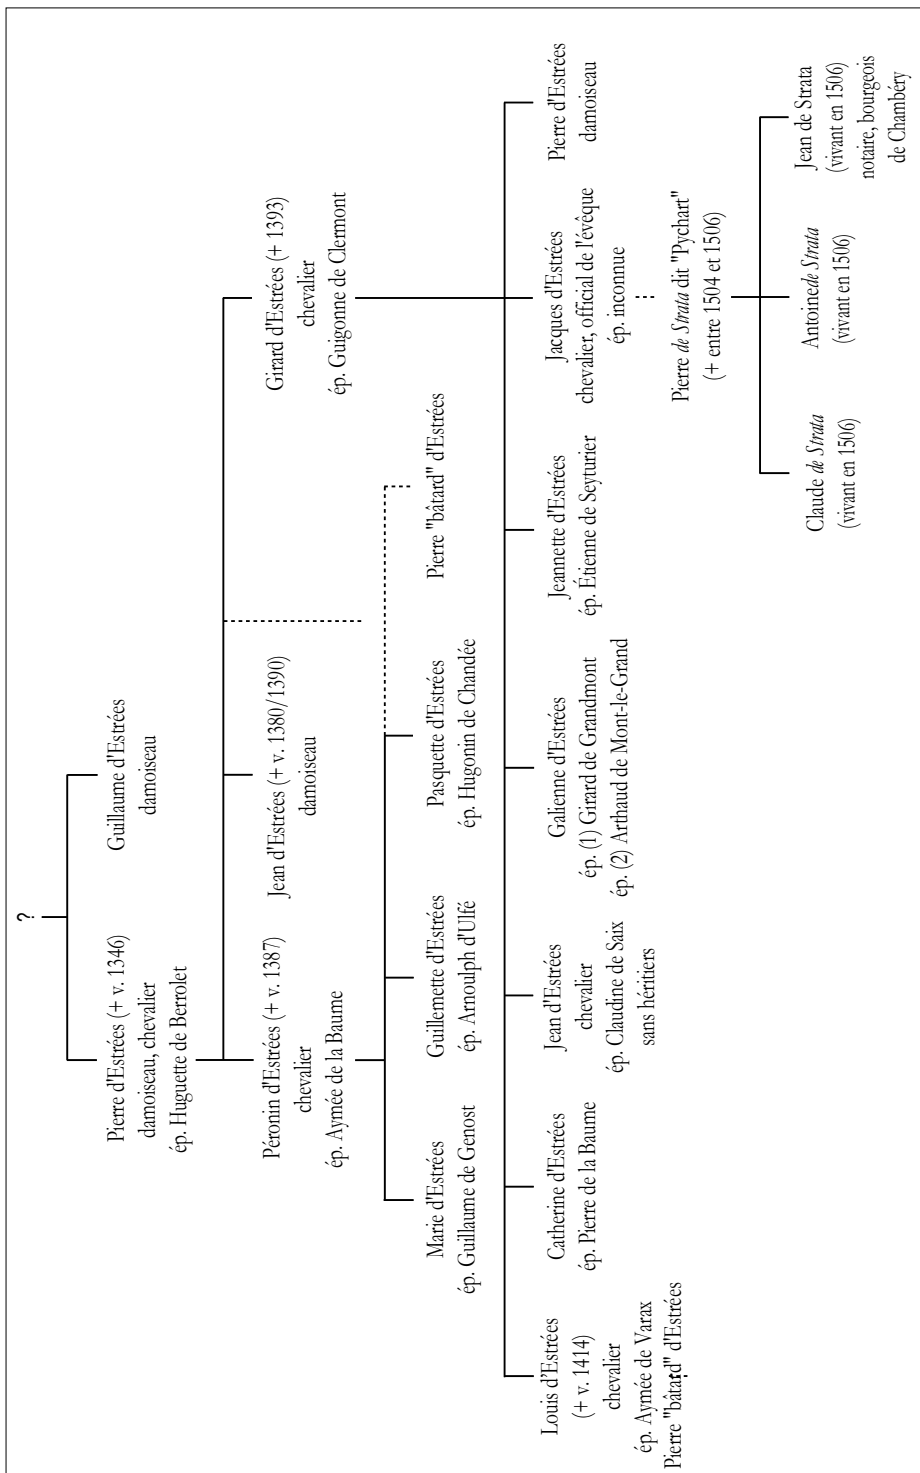 ?
Pierre d'Estrées (+ v. 1346)
damoiseau, chevalier
ép. Huguette de Berrolet
Guillaume d'Estrées
damoiseau
Péronin d'Estrées (+ v. 1387)
chevalier
ép. Aymée de la Baume
Jean d'Estrées (+ v. 1380/1390)
damoiseau
Girard d'Estrées (+ 1393)
chevalier
ép. Guigonne de Clermont
Marie d'Estrées
ép. Guillaume de Genost
Guillemette d'Estrées
ép. Arnoulph d'Ulfé
Pasquette d'Estrées
ép. Hugonin de Chandée
Pierre "bâtard" d'Estrées
Louis d'Estrées
(+ v. 1414)
chevalier
ép. Aymée de Varax
Pierre "bâtard" d'Estrées
Catherine d'Estrées
ép. Pierre de la Baume
Jean d'Estrées
chevalier
ép. Claudine de Saix
sans héritiers
Galienne d'Estrées
ép. (1) Girard de Grandmont
ép. (2) Arthaud de Mont-le-Grand
Jeannette d'Estrées
ép. Étienne de Seyturier
Jacques d'Estrées
chevalier, official de l'évêque
ép. inconnue
Pierre d'Estrées
damoiseau
Pierre de Strata dit "Pychart"
(+ entre 1504 et 1506)
Claude de Strata
(vivant en 1506)
Antoine de Strata
(vivant en 1506)
Jean de Strata
(vivant en 1506)
notaire, bourgeois
de Chambéry